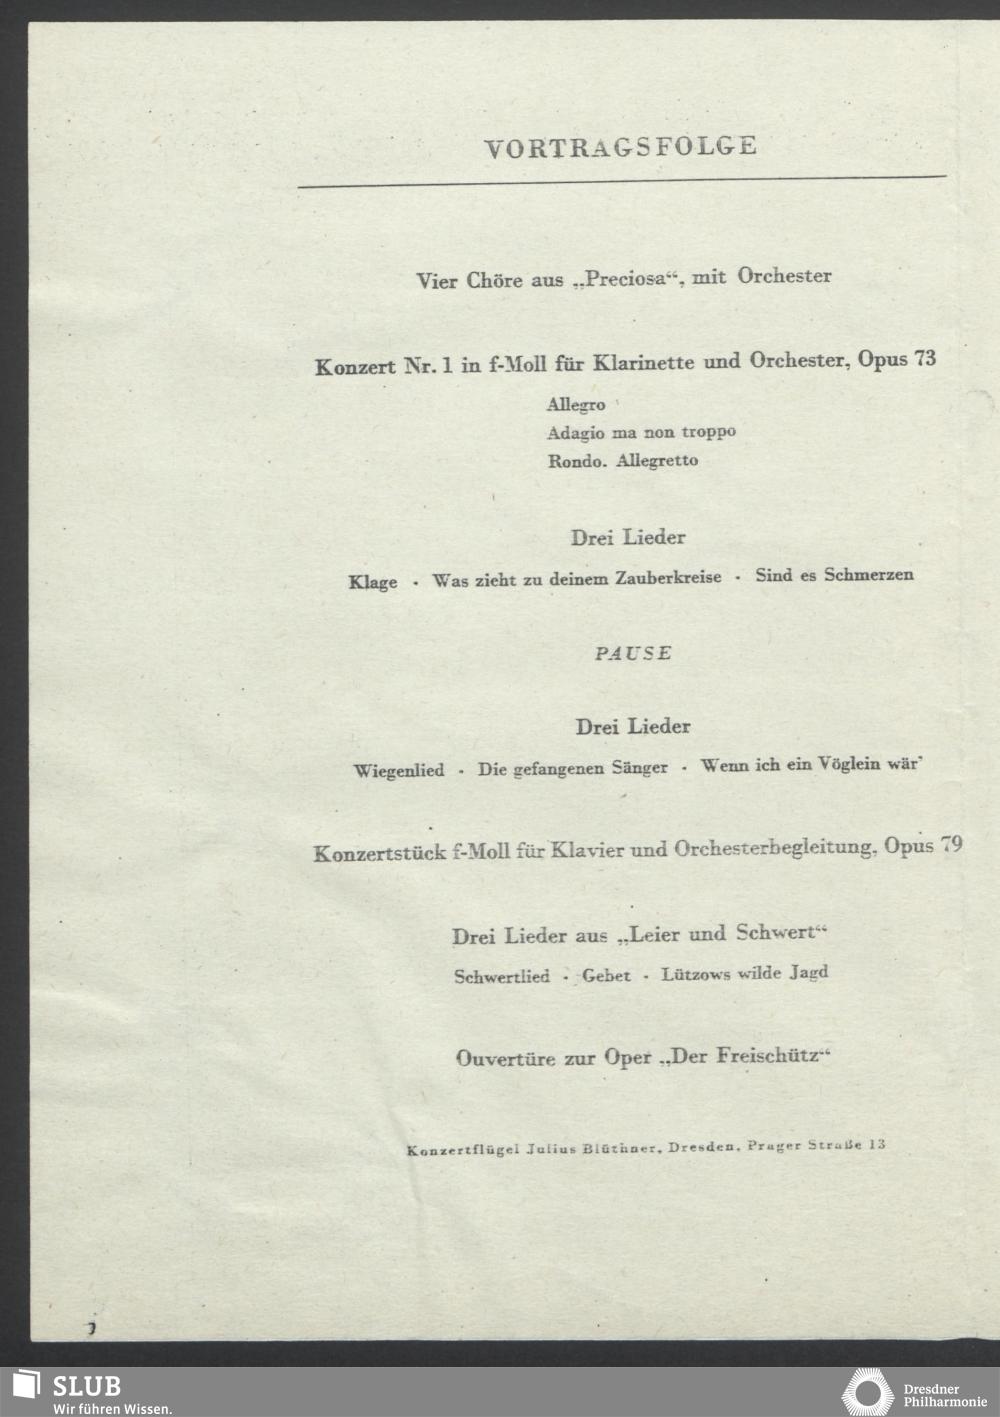 VORTRAGSFOLGE
Vier Chöre aus „Preciosa“, mit Orchester
Konzert Nr. 1 in f-Moll für Klarinette und Orchester, Opus 73
Allegro
Adagio ma non troppo
Rondo. Allegretto
Drei Lieder
Klage · Was zieht zu deinem Zauberkreise · Sind es Schmerzen
PAUSE
Drei Lieder
Wiegenlied · Die gefangenen Sänger · Wenn ich ein Vöglein wär’
Konzertstück f-Moll für Klavier und Orchesterbegleitung, Opus 79
Drei Lieder aus „Leier und Schwert“
Schwertlied · Gebet · Lützows wilde Jagd
Ouvertüre zur Oper „Der Freischütz“
Konzertflügel Julius Blüthner, Dresden, Prager Straße 13
SLUB
Wir führen Wissen.
Dresdner
Philharmonie